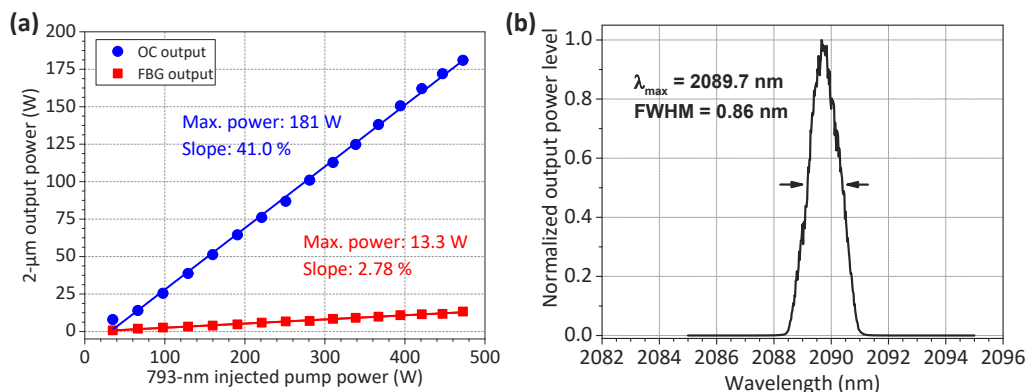 (a)
200
175
150
125
100
75
50
25
0
2-µm output power (W)
OC output
FBG output
Max. power: 181 W
Slope: 41.0 %
Max. power: 13.3 W
Slope: 2.78 %
0 100 200 300 400 500
793-nm injected pump power (W)
(b)
1.0
0.8
0.6
0.4
0.2
0.0
Normalized output power level
λmax = 2089.7 nm
FWHM = 0.86 nm
2082 2084 2086 2088 2090 2092 2094 2096
Wavelength (nm)